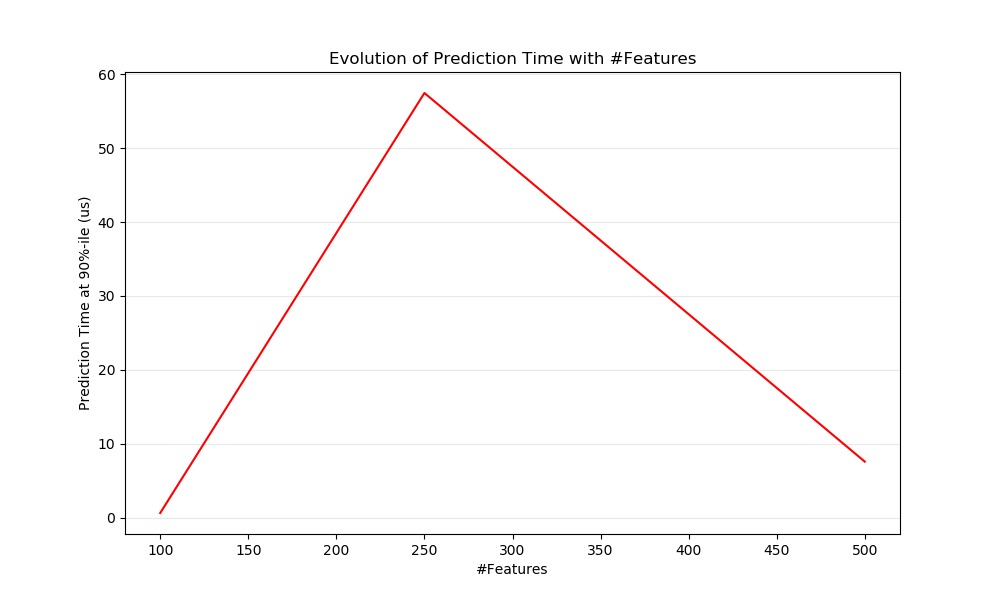 Evolution of Prediction Time with #Features
60
50
40
30
20
10
0
Prediction Time at 90%-ile (us)
100 150 200 250 300 350 400 450 500
#Features